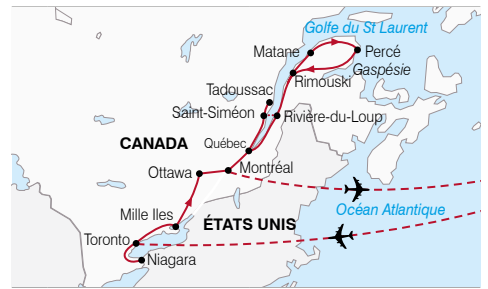 Golfe du St Laurent
Matane
Percé
Gaspésie
Rimouski
Tadoussac
Saint-Siméon
Rivière-du-Loup
CANADA
Québec
Ottawa
Montréal
Mille Iles
ÉTATS UNIS
Océan Atlantique
Toronto
Niagara